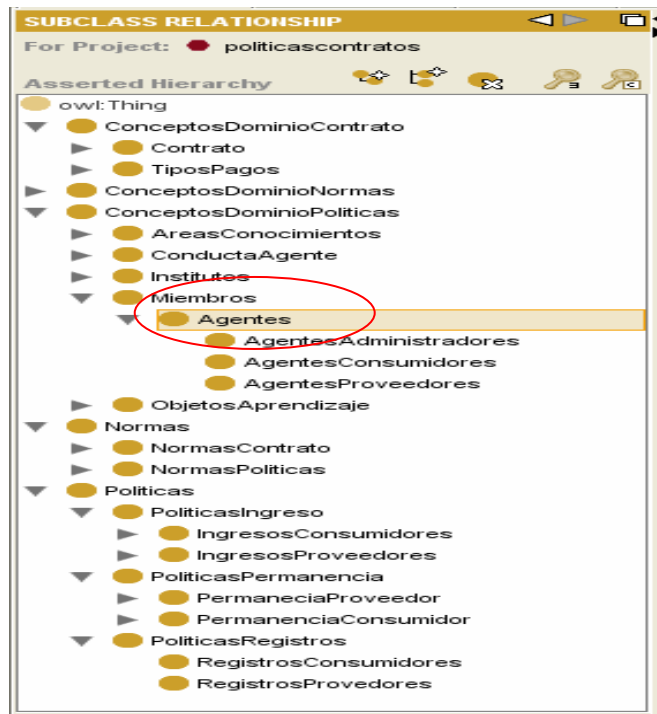 SUBCLASS RELATIONSHIP
For Project: politicascontratos
Asserted Hierarchy
owl:Thing
ConceptosDominioContrato
Contrato
TiposPagos
ConceptosDominioNormas
ConceptosDominioPoliticas
AreasConocimientos
ConductaAgente
Institutos
Miembros
Agentes
AgentesAdministradores
AgentesConsumidores
AgentesProveedores
ObjetosAprendizaje
Normas
NormasContrato
NormasPoliticas
Politicas
PoliticasIngreso
IngresosConsumidores
IngresosProveedores
PoliticasPermanencia
PermaneciaProveedor
PermanenciaConsumidor
PoliticasRegistros
RegistrosConsumidores
RegistrosProvedores